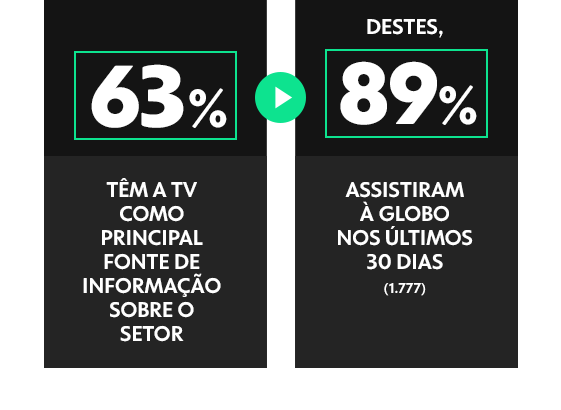 63%
TÊM A TV
COMO
PRINCIPAL
FONTE DE
INFORMAÇÃO
SOBRE O
SETOR
DESTES,
89%
ASSISTIRAM
À GLOBO
NOS ÚLTIMOS
30 DIAS
(1.777)